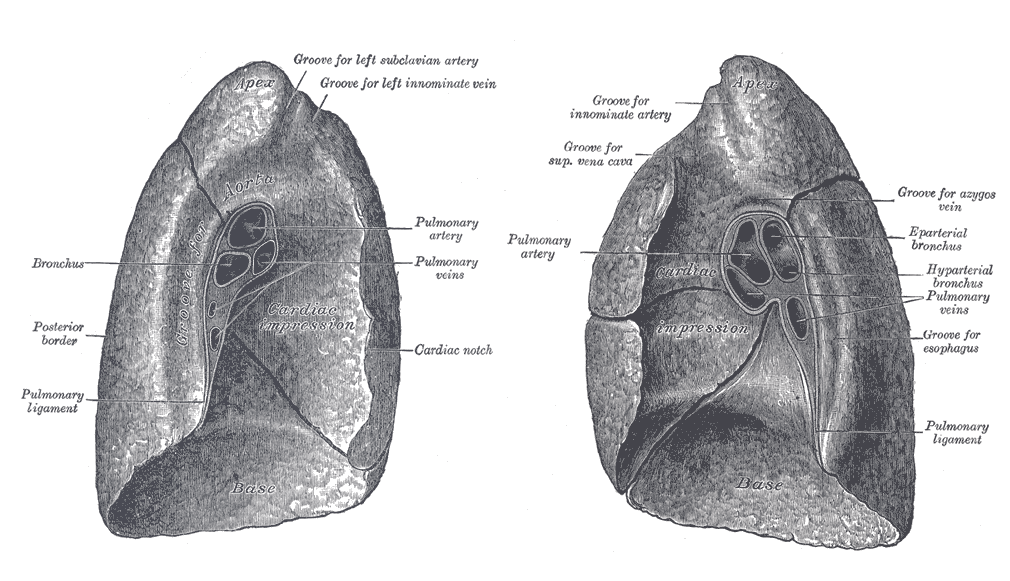 Groove for left subclavian artery
Groove for left innominate vein
Apex
Groove for Aorta
Pulmonary
artery
Bronchus
Pulmonary
veins
Cardiac
impression
Posterior
border
Cardiac notch
Pulmonary
ligament
Base
Apex
Groove for
innominate artery
Groove for
sup. vena cava
Groove for azygos
vein
Pulmonary
artery
Eparterial
bronchus
Cardiac
Hyparterial
bronchus
Pulmonary
veins
impression
Groove for
esophagus
Pulmonary
ligament
Base